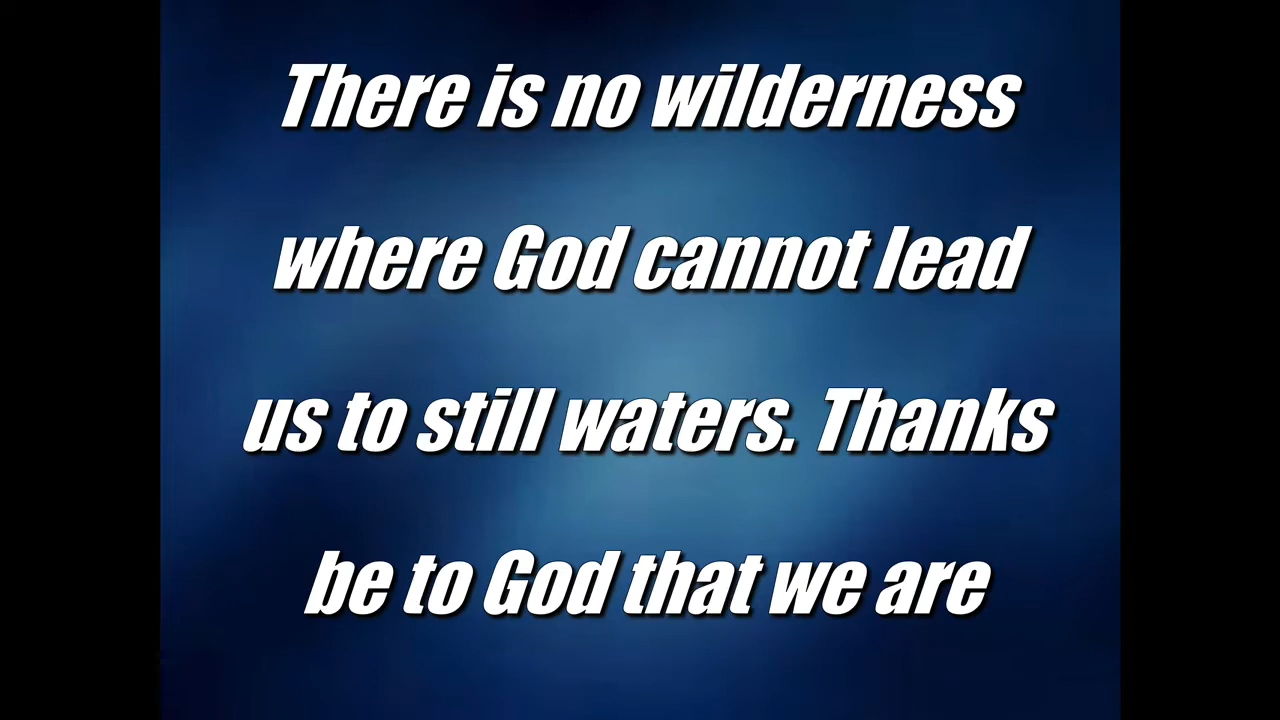 There is no wilderness
where God cannot lead
us to still waters. Thanks
be to God that we are